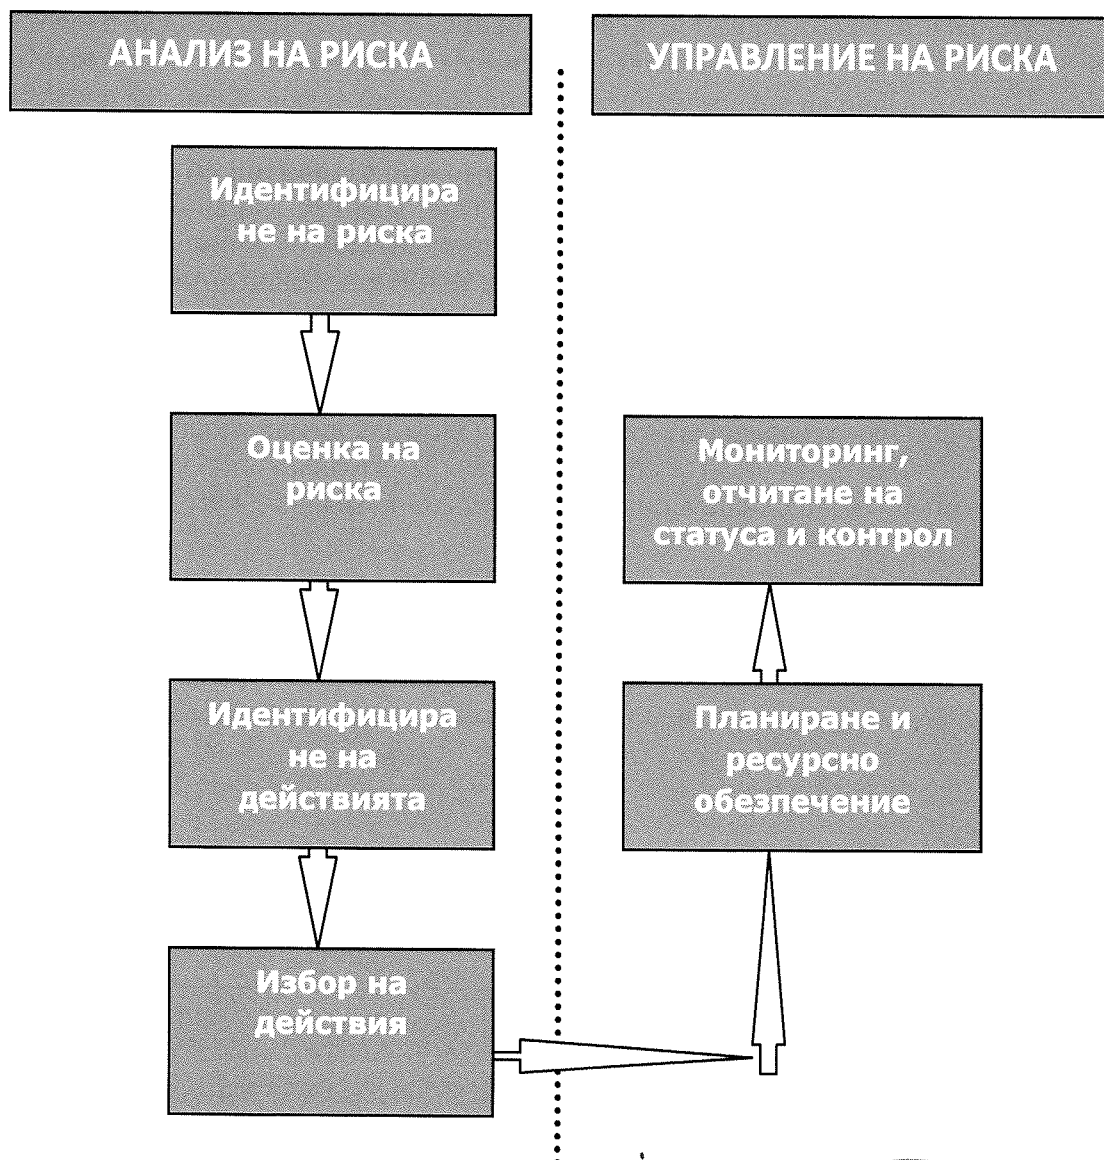 АНАЛИЗ НА РИСКА
УПРАВЛЕНИЕ НА РИСКА
Идентифицира
не на риска
Оценка на
риска
Идентифицира
не на
действията
Избор на
действия
Мониторинг,
отчитане на
статуса и контрол
Планиране и
ресурсно
обезпечение